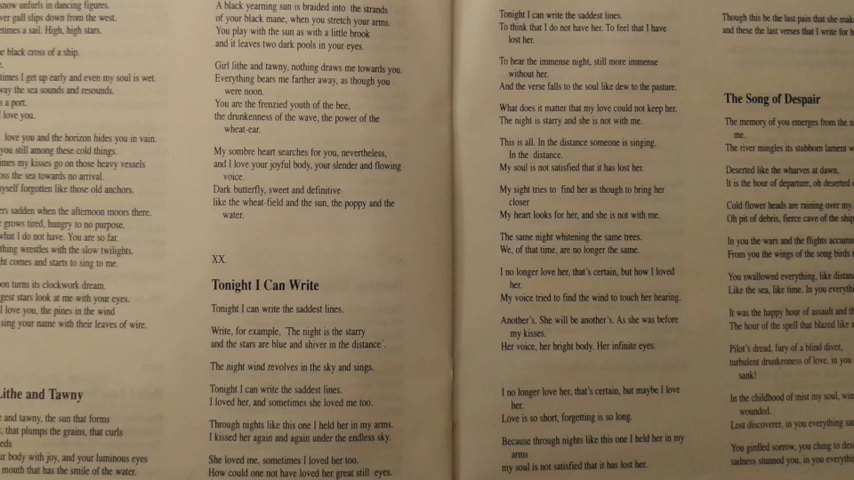 snow unfurls in dancing figures.
gull slips down from the west.
a sail. High, high stars.
black cross of a ship.
I get up early and even my soul is wet.
way the sea sounds and resounds.
a port.
love you.
love you and the horizon hides you in vain.
you still among these cold things.
my kisses go on those heavy vessels
the sea towards no arrival.
forgotten like those old anchors.
sadden when the afternoon moors there.
grows tired, hungry to no purpose.
what I do not have. You are so far.
wrestles with the slow twilights.
comes and starts to sing to me.
turns its clockwork dream.
stars look at me with your eyes.
I love you, the pines in the wind
sing your name with their leaves of wire.
Lithe and Tawny
and tawny, the sun that forms
that plumps the grains, that curls
body with joy, and your luminous eyes
mouth that has the smile of the water.
A black yearning sun is braided into the strands
of your black mane, when you stretch your arms.
You play with the sun as with a little brook
and it leaves two dark pools in your eyes.
Girl lithe and tawny, nothing draws me towards you.
Everything bears me farther away, as though you
were noon.
You are the frenzied youth of the bee,
the drunkenness of the wave, the power of the
wheat-ear.
My sombre heart searches for you, nevertheless,
and I love your joyful body, your slender and flowing
voice.
Dark butterfly, sweet and definitive
like the wheat-field and the sun, the poppy and the
water.
XX.
Tonight I Can Write
Tonight I can write the saddest lines.
Write, for example, 'The night is the starry
and the stars are blue and shiver in the distance'.
The night wind revolves in the sky and sings.
Tonight I can write the saddest lines.
I loved her, and sometimes she loved me too.
Through nights like this one I held her in my arms.
I kissed her again and again under the endless sky.
She loved me, sometimes I loved her too.
How could one not have loved her great still eyes.
Tonight I can write the saddest lines.
To think that I do not have her. To feel that I have
lost her.
To hear the immense night, still more immense
without her.
And the verse falls to the soul like dew to the pasture.
What does it matter that my love could not keep her.
The night is starry and she is not with me.
This is all. In the distance someone is singing.
In the distance.
My soul is not satisfied that it has lost her.
My sight tries to find her as though to bring her
closer
My heart looks for her, and she is not with me.
The same night whitening the same trees.
We, of that time, are no longer the same.
I no longer love her, that's certain, but how I loved
her.
My voice tried to find the wind to touch her hearing.
Another's. She will be another's. As she was before
my kisses.
Her voice, her bright body. Her infinite eyes.
I no longer love her, that's certain, but maybe I love
her.
Love is so short, forgetting is so long.
Because through nights like this one I held her in my
arms
my soul is not satisfied that it has lost her.
Though this be the last pain that she
and these the last verses that I write for
The Song of Despair
The memory of you emerges from the
me.
The river mingles its stubborn lament
Deserted like the wharves at dawn.
It is the hour of departure, oh deserted
Cold flower heads are raining over my
Oh pit of debris, fierce cave of the
In you the wars and the flights
From you the wings of the song birds
You swallowed everything, like
Like the sea, like time. In you
It was the happy hour of assault and
The hour of the spell that blazed like
Pilot's dread, fury of a blind diver,
turbulent drunkenness of love, in you
sank!
In the childhood of mist my soul,
wounded.
Lost discoverer, in you everything
You girdled sorrow, you clung to
sadness stunned you, in you